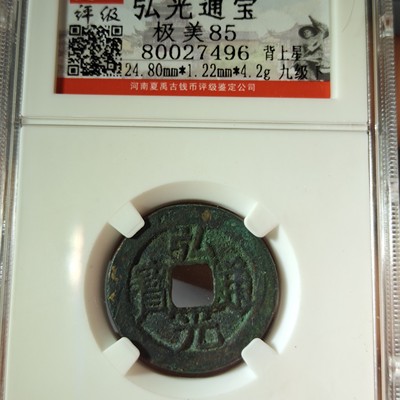 评级
弘光通宝
极美85
80027496 背上星
24.80mm*1.22mm*4.2g 九级下
河南夏禹古钱币评级鉴定公司
弘光通寶